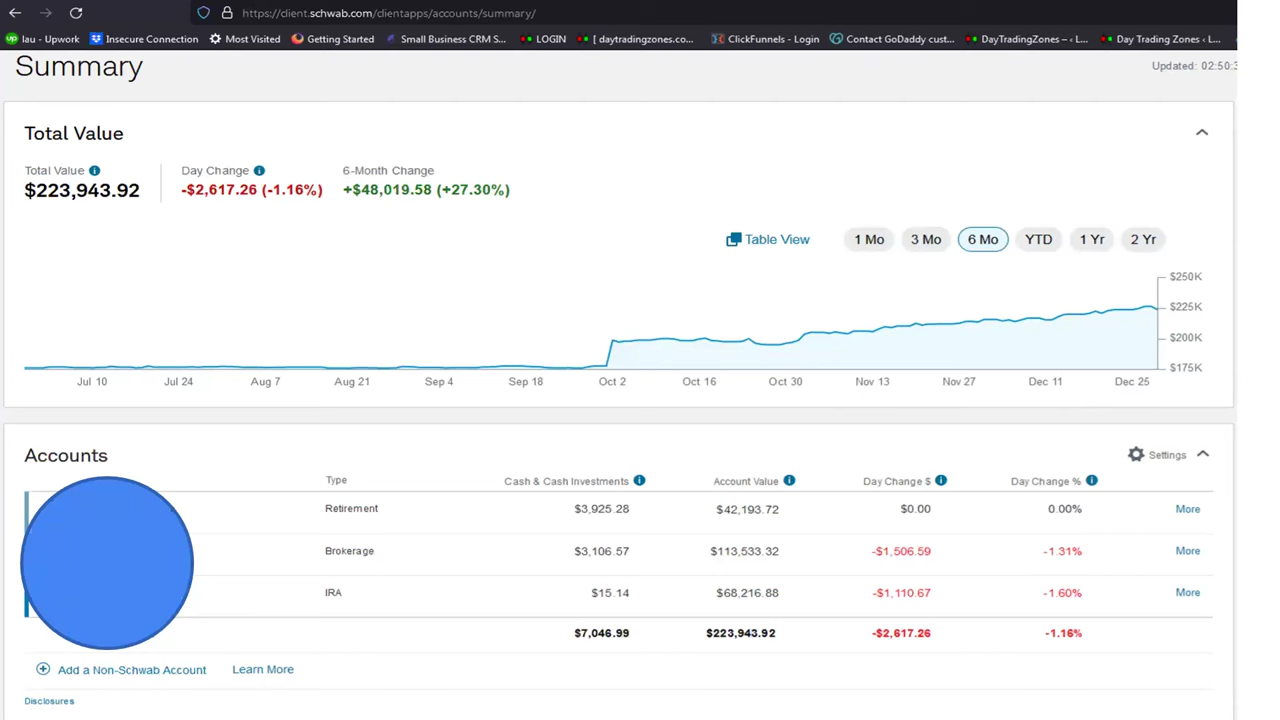 https://client.schwab.com/clientapps/accounts/summary/
lau - Upwork Insecure Connection Most Visited Getting Started Small Business CRM S... LOGIN [ daytradingzones.co... ClickFunnels - Login Contact GoDaddy cust... DayTradingZones – ‹ L... Day Trading Zones ‹ L...
Summary
Updated: 02:50:3
Total Value
Total Value Day Change 6-Month Change
$223,943.92 -$2,617.26 (-1.16%) +$48,019.58 (+27.30%)
Table View 1 Mo 3 Mo 6 Mo YTD 1 Yr 2 Yr
$250K
$225K
$200K
$175K
Jul 10 Jul 24 Aug 7 Aug 21 Sep 4 Sep 18 Oct 2 Oct 16 Oct 30 Nov 13 Nov 27 Dec 11 Dec 25
Accounts
Settings
Type Cash & Cash Investments Account Value Day Change $ Day Change %
Retirement $3,925.28 $42,193.72 $0.00 0.00% More
Brokerage $3,106.57 $113,533.32 -$1,506.59 -1.31% More
IRA $15.14 $68,216.88 -$1,110.67 -1.60% More
$7,046.99 $223,943.92 -$2,617.26 -1.16%
Add a Non-Schwab Account Learn More
Disclosures